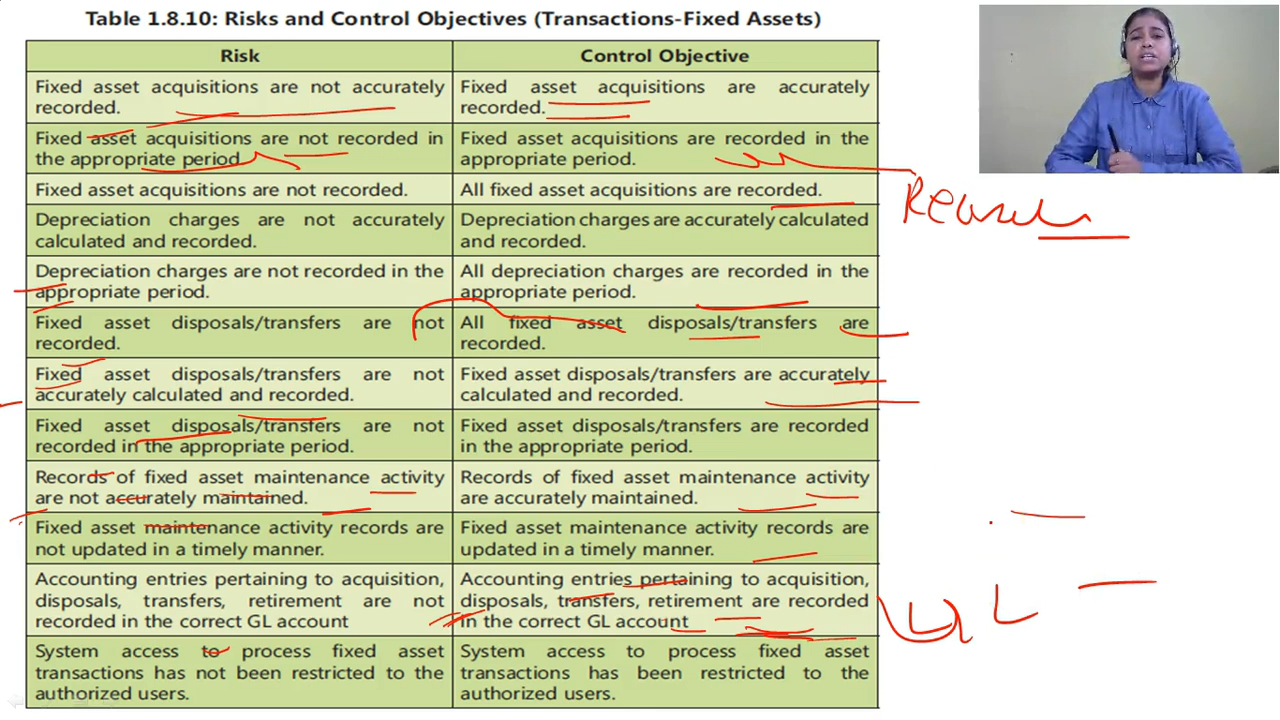 Table 1.8.10: Risks and Control Objectives (Transactions-Fixed Assets)
Risk
Control Objective
Fixed asset acquisitions are not accurately
recorded.
Fixed asset acquisitions are accurately
recorded.
Fixed asset acquisitions are not recorded in
the appropriate period
Fixed asset acquisitions are recorded in the
appropriate period.
Fixed asset acquisitions are not recorded.
All fixed asset acquisitions are recorded.
Depreciation charges are not accurately
calculated and recorded.
Depreciation charges are accurately calculated
and recorded.
Depreciation charges are not recorded in the
appropriate period.
All depreciation charges are recorded in the
appropriate period.
Fixed asset disposals/transfers are not
recorded.
All fixed asset disposals/transfers are
recorded.
Fixed asset disposals/transfers are not
accurately calculated and recorded.
Fixed asset disposals/transfers are accurately
calculated and recorded.
Fixed asset disposals/transfers are not
recorded in the appropriate period.
Fixed asset disposals/transfers are recorded
in the appropriate period.
Records of fixed asset maintenance activity
are not accurately maintained.
Records of fixed asset maintenance activity
are accurately maintained.
Fixed asset maintenance activity records are
not updated in a timely manner.
Fixed asset maintenance activity records are
updated in a timely manner.
Accounting entries pertaining to acquisition,
disposals, transfers, retirement are not
recorded in the correct GL account
Accounting entries pertaining to acquisition,
disposals, transfers, retirement are recorded
in the correct GL account
System access to process fixed asset
transactions has not been restricted to the
authorized users.
System access to process fixed asset
transactions has been restricted to the
authorized users.